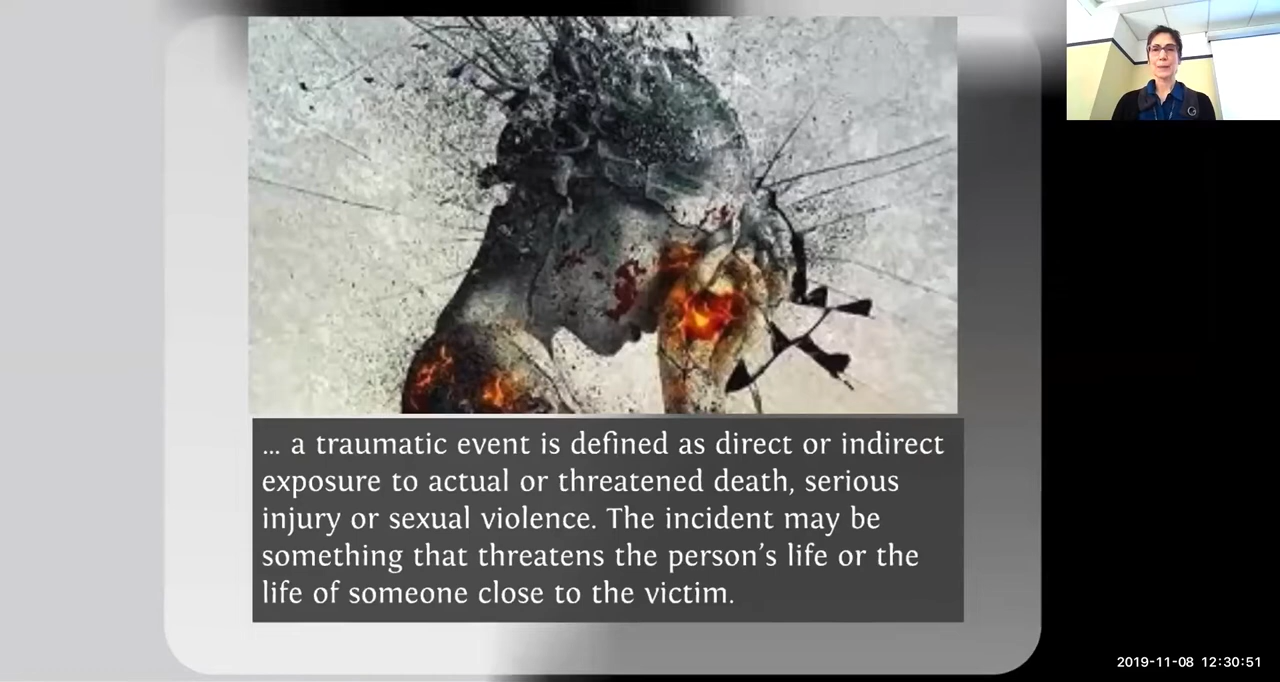 ... a traumatic event is defined as direct or indirect
exposure to actual or threatened death, serious
injury or sexual violence. The incident may be
something that threatens the person’s life or the
life of someone close to the victim.
2019-11-08 12:30:51